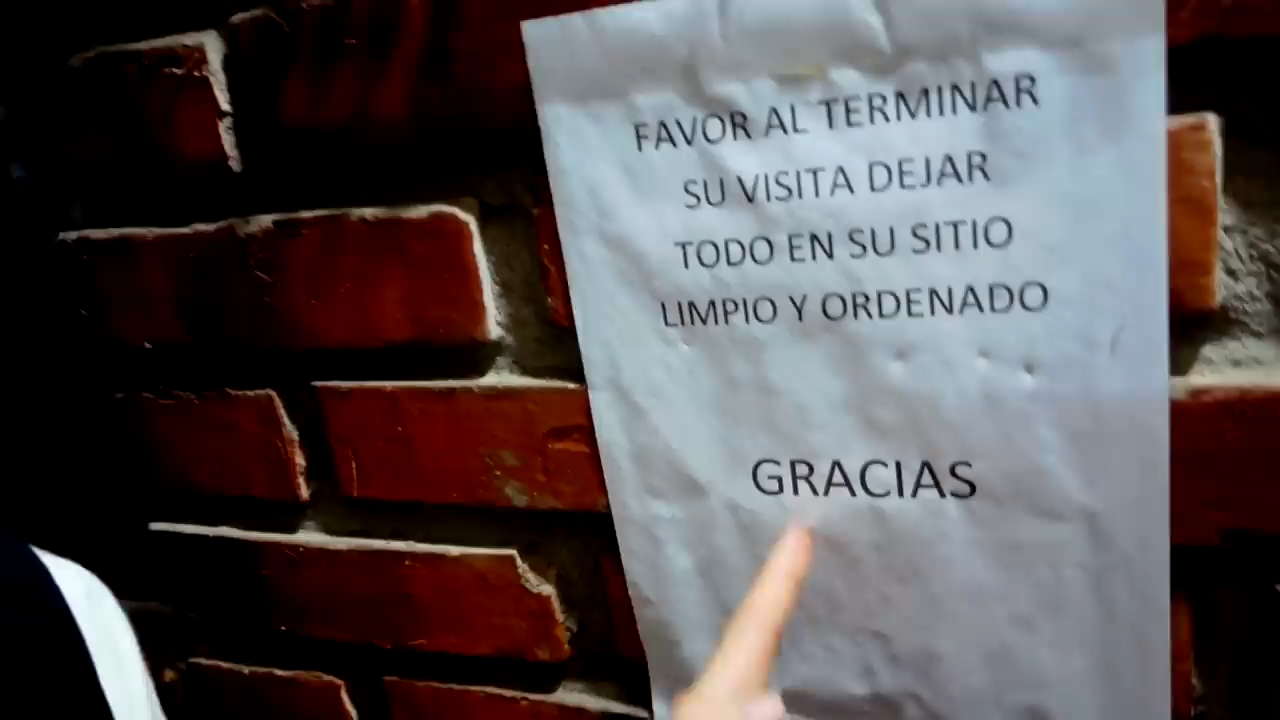 FAVOR AL TERMINAR
SU VISITA DEJAR
TODO EN SU SITIO
LIMPIO Y ORDENADO
GRACIAS